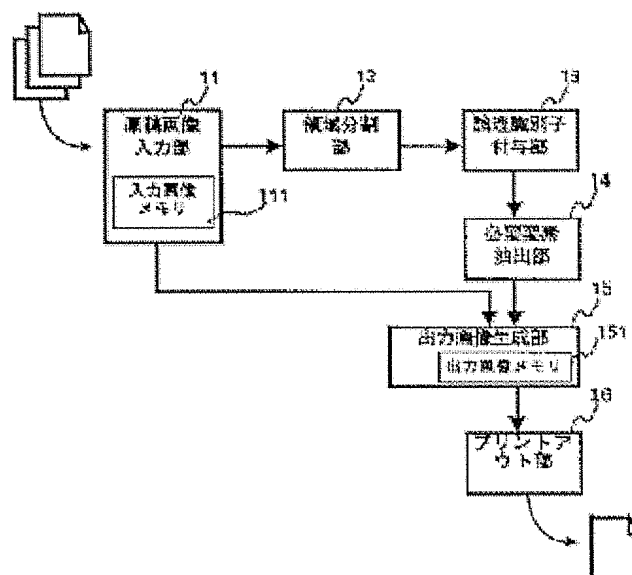 11
原稿画像
入力部
入力画像
メモリ
111
12
領域分割
部
13
論理識別子
付与部
14
必要要素
抽出部
15
出力画像生成部
151
出力画像メモリ
16
プリントア
ウト部